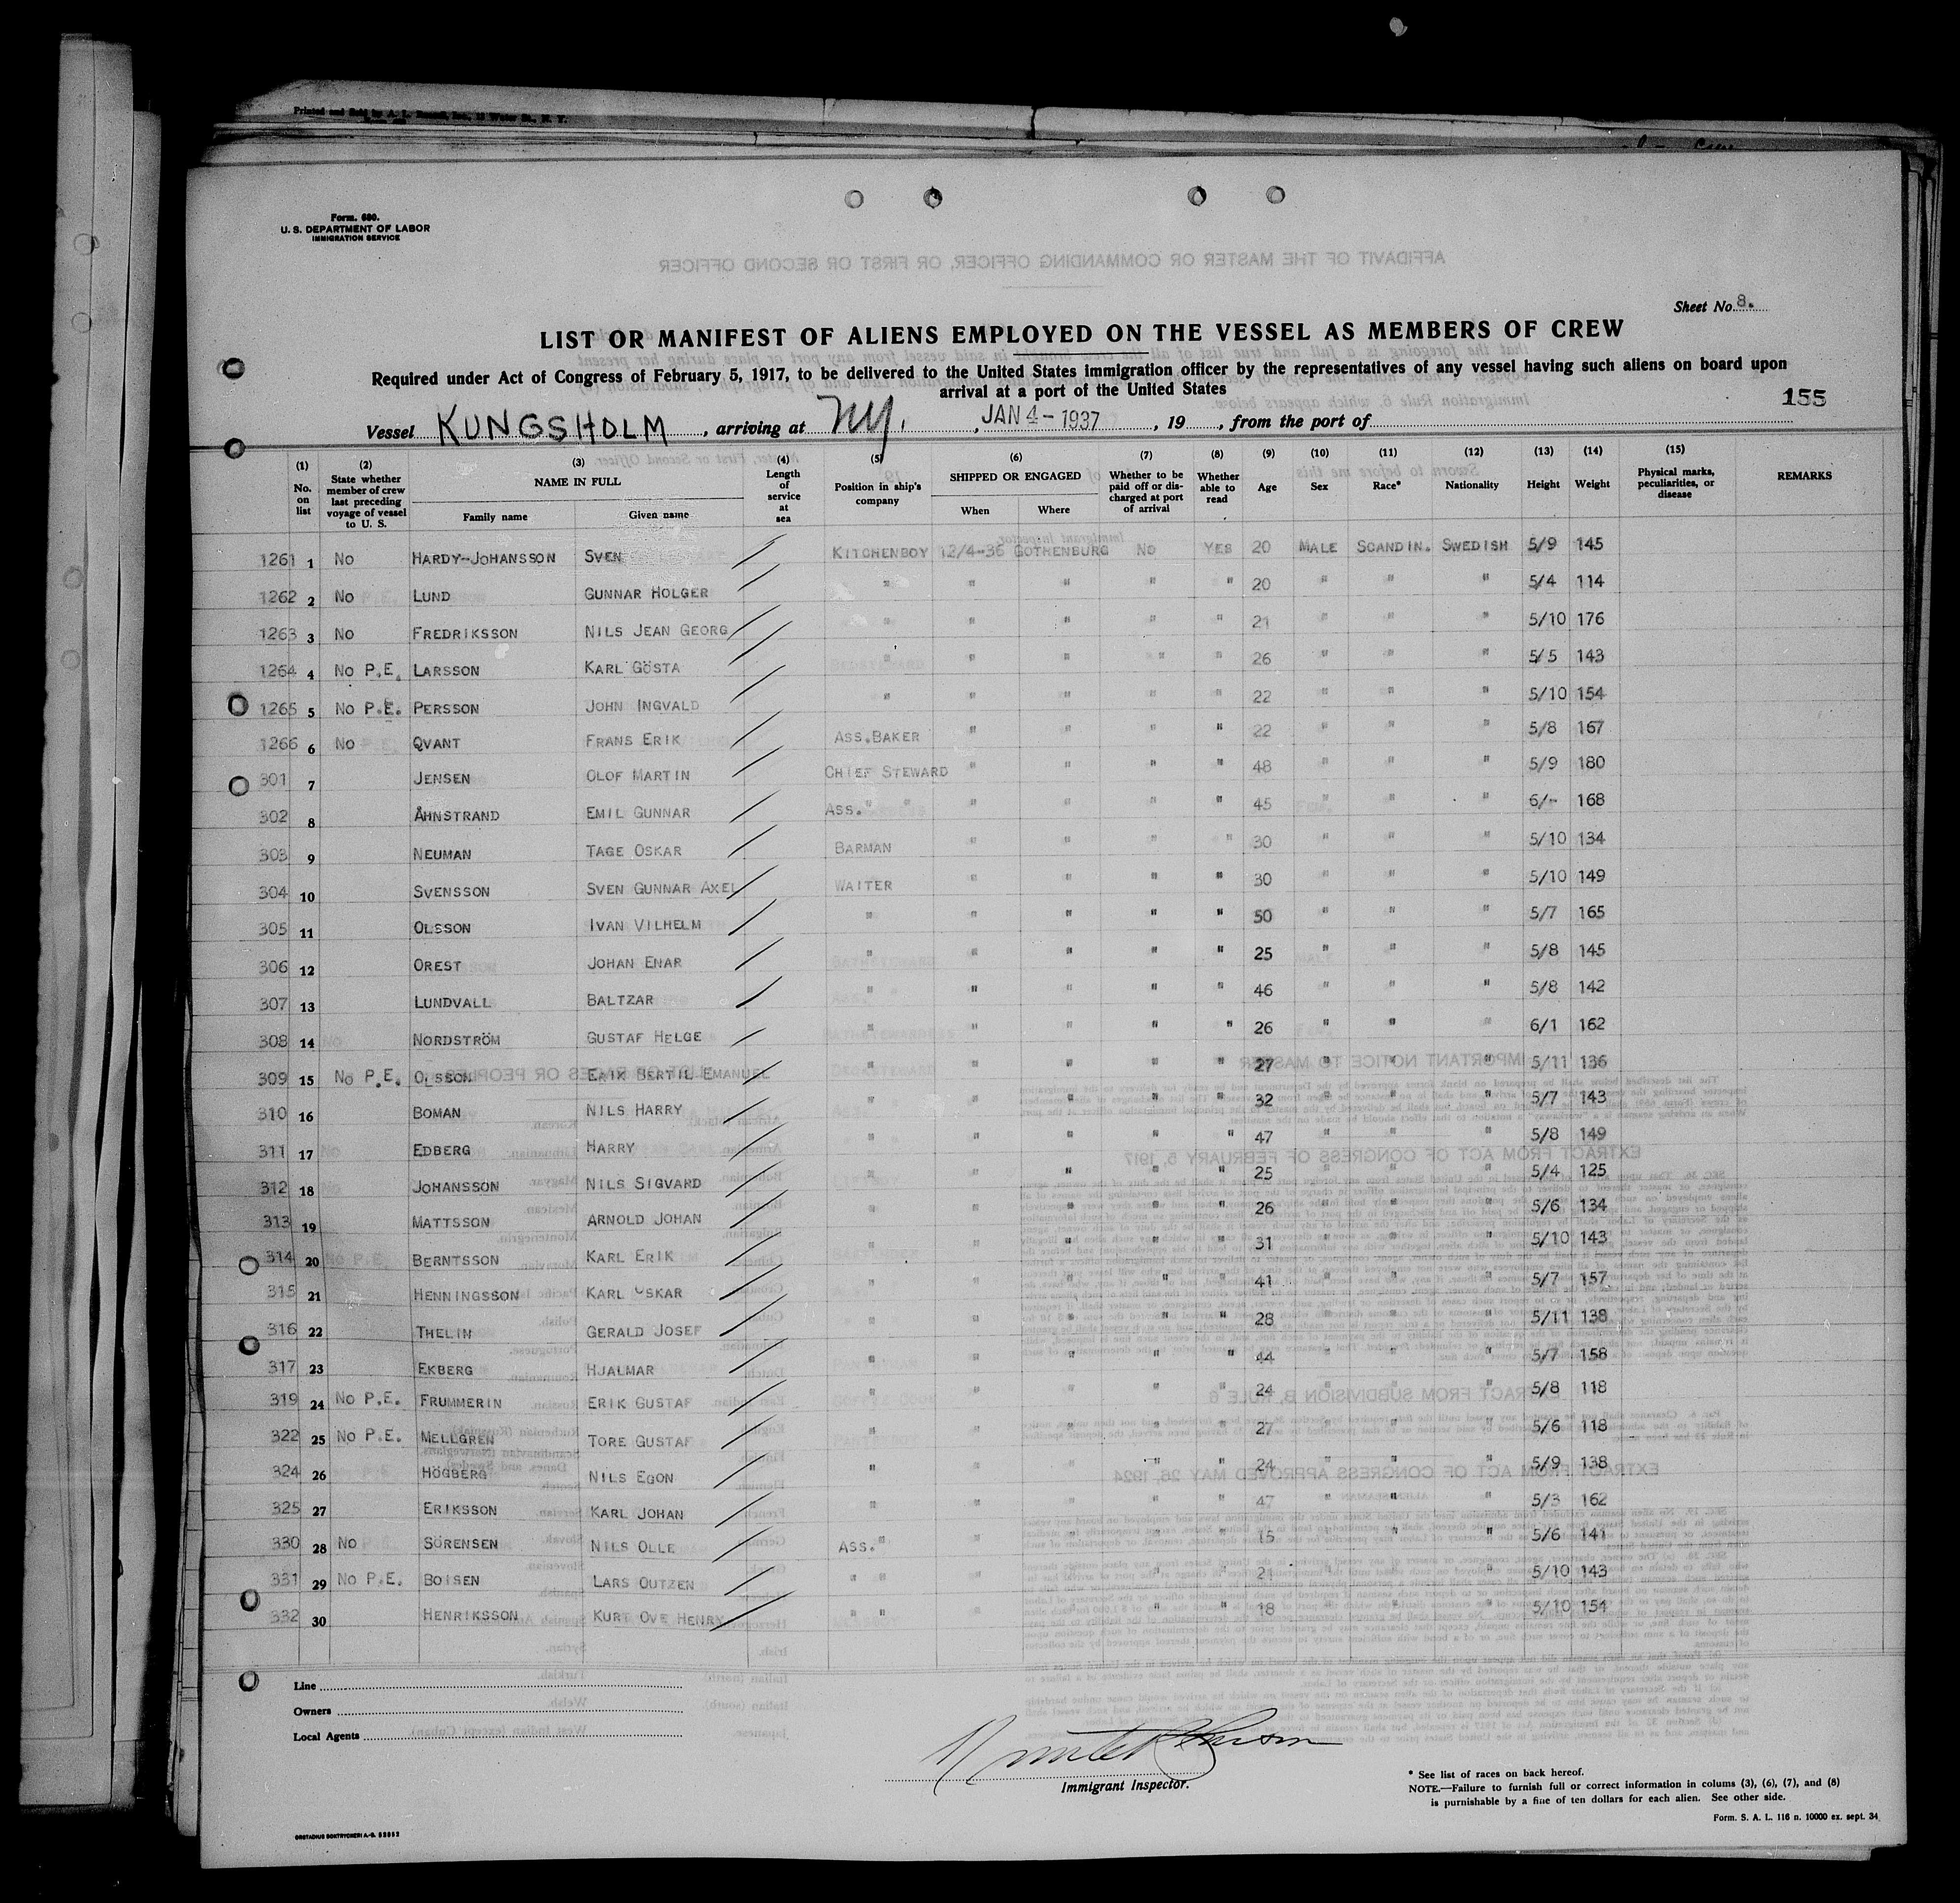 Form. 680.
U. S. DEPARTMENT OF LABOR
IMMIGRATION SERVICE
Sheet No. 8.
LIST OR MANIFEST OF ALIENS EMPLOYED ON THE VESSEL AS MEMBERS OF CREW
Required under Act of Congress of February 5, 1917, to be delivered to the United States immigration officer by the representatives of any vessel having such aliens on board upon
arrival at a port of the United States
155
Vessel KUNGSHOLM, arriving at NY., JAN 4 - 1937, 19, from the port of
(1) No. on list (2) State whether member of crew last preceding voyage of vessel to U. S. (3) NAME IN FULL Family name Given name (4) Length of service at sea (5) Position in ship's company (6) SHIPPED OR ENGAGED When Where (7) Whether to be paid off or discharged at port of arrival (8) Whether able to read (9) Age (10) Sex (11) Race* (12) Nationality (13) Height (14) Weight (15) Physical marks, peculiarities, or disease REMARKS
1261 1 No HARDY-JOHANSSON SVEN / KITCHENBOY 12/4-36 GOTHENBURG No YES 20 MALE SCANDIN. SWEDISH 5/9 145
1262 2 No LUND GUNNAR HOLGER / " " " " " 20 " " " 5/4 114
1263 3 No FREDRIKSSON NILS JEAN GEORG / " " " " " 21 " " " 5/10 176
1264 4 No P.E. LARSSON KARL GÖSTA / " " " " " 26 " " " 5/5 143
1265 5 No P.E. PERSSON JOHN INGVALD / " " " " " 22 " " " 5/10 154
1266 6 No QVANT FRANS ERIK / ASS.BAKER " " " " 22 " " " 5/8 167
301 7 JENSEN OLOF MARTIN / CHIEF STEWARD " " " " 48 " " " 5/9 180
302 8 ÅHNSTRAND EMIL GUNNAR / ASS. " " " " " " 45 " " " 6/- 168
303 9 NEUMAN TAGE OSKAR / BARMAN " " " " 30 " " " 5/10 134
304 10 SVENSSON SVEN GUNNAR AXEL / WAITER " " " " 30 " " " 5/10 149
305 11 OLSSON IVAN VILHELM / " " " " " 50 " " " 5/7 165
306 12 OREST JOHAN ENAR / " " " " " 25 " " " 5/8 145
307 13 LUNDVALL BALTZAR / " " " " " 46 " " " 5/8 142
308 14 NORDSTRÖM GUSTAF HELGE / " " " " " 26 " " " 6/1 162
309 15 No P.E. OLSSON ERIK BERTIL EMANUEL / " " " " " 27 " " " 5/11 136
310 16 BOMAN NILS HARRY / " " " " " 32 " " " 5/7 143
311 17 EDBERG HARRY / " " " " " 47 " " " 5/8 149
312 18 JOHANSSON NILS SIGVARD / " " " " " 25 " " " 5/4 125
313 19 MATTSSON ARNOLD JOHAN / " " " " " 26 " " " 5/6 134
314 20 BERNTSSON KARL ERIK / " " " " " 31 " " " 5/10 143
315 21 HENNINGSSON KARL OSKAR / " " " " " 41 " " " 5/7 157
316 22 THELIN GERALD JOSEF / " " " " " 28 " " " 5/11 138
317 23 EKBERG HJALMAR / " " " " " 44 " " " 5/7 158
319 24 No P.E. FRUMMERIN ERIK GUSTAF / " " " " " 24 " " " 5/8 118
322 25 No P.E. MELLGREN TORE GUSTAF / " " " " " 27 " " " 5/6 118
324 26 HÖGBERG NILS EGON / " " " " " 24 " " " 5/9 138
325 27 ERIKSSON KARL JOHAN / " " " " " 47 " " " 5/3 162
330 28 No SÖRENSEN NILS OLLE / ASS. " " " " " 15 " " " 5/6 141
331 29 No P.E. BOISEN LARS OUTZEN / " " " " " " 21 " " " 5/10 143
332 30 HENRIKSSON KURT OVE HENRY / " " " " " " 18 " " " 5/10 154
Line
Owners
Local Agents
Immigrant Inspector.
* See list of races on back hereof.
NOTE.—Failure to furnish full or correct information in colums (3), (6), (7), and (8)
is purnishable by a fine of ten dollars for each alien. See other side.
Form. S. A. L. 116 n. 10000 ex. sept. 34